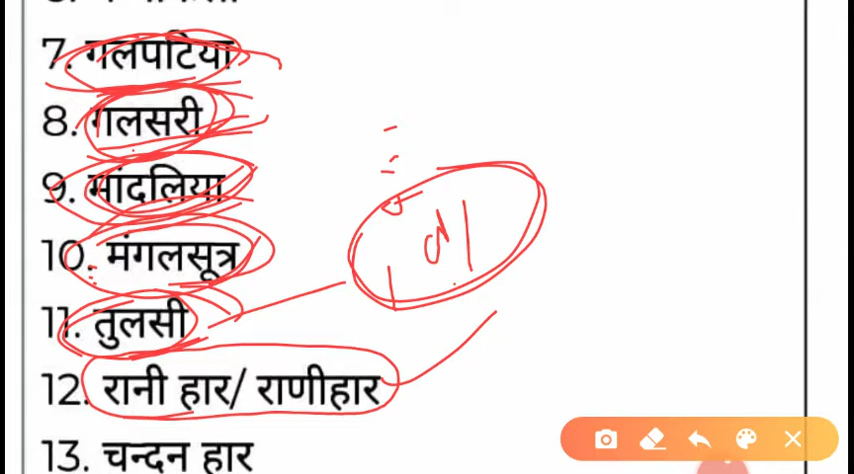 7. गलपटिया
8. गलसरी
9. मांदलिया
10. मंगलसूत्र
11. तुलसी
12. रानी हार/ राणीहार
13. चन्दन हार